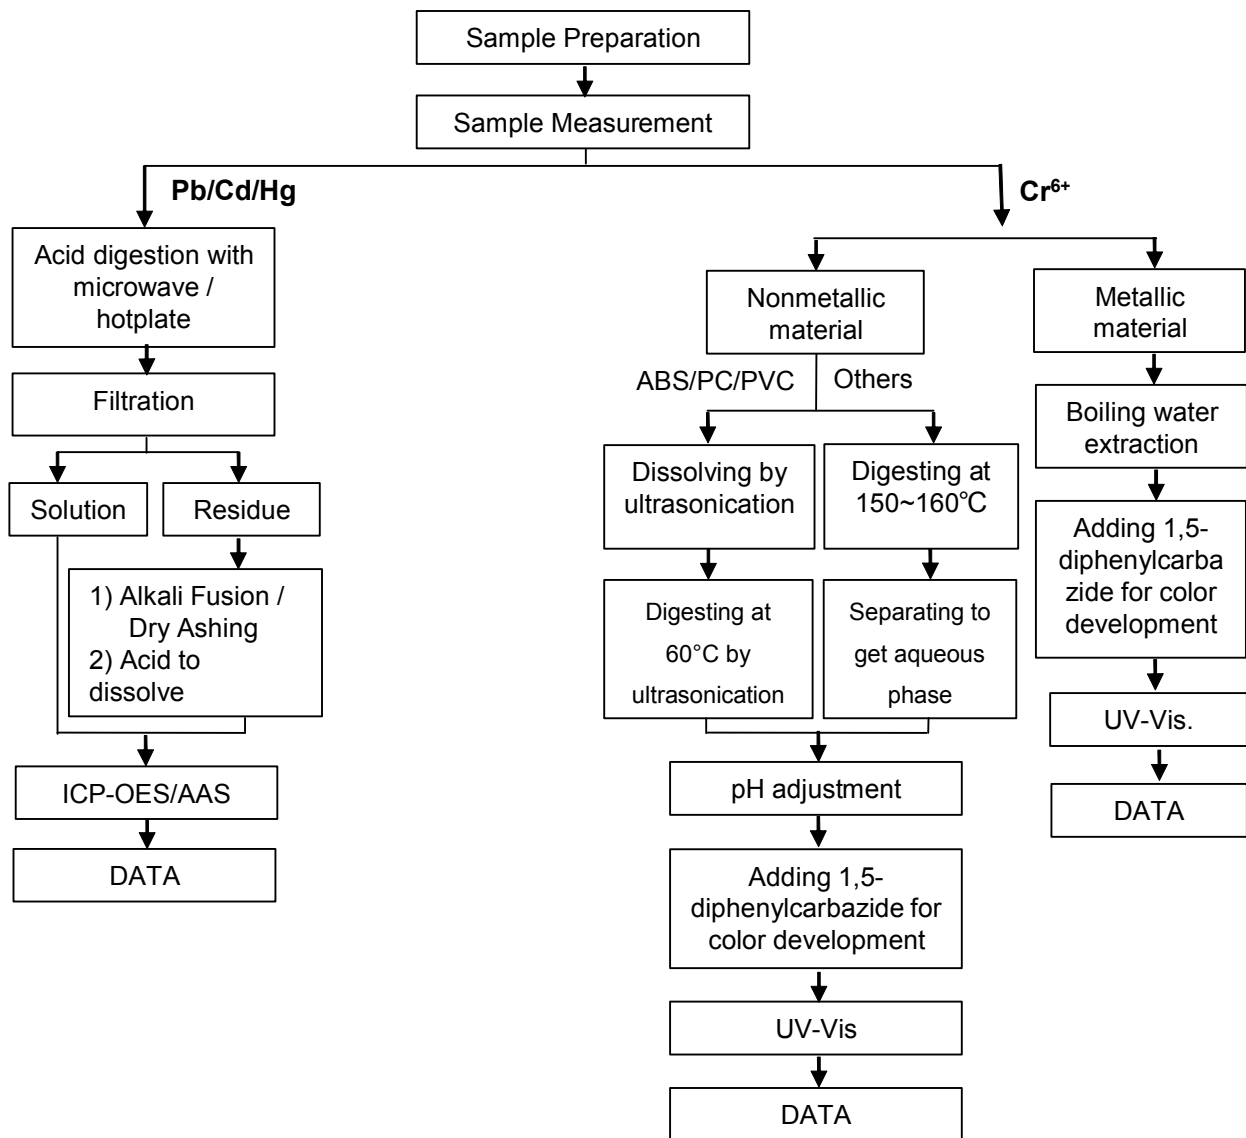 Sample Preparation
Sample Measurement
Pb/Cd/Hg
Cr⁶⁺
Acid digestion with
microwave /
hotplate
Filtration
Solution
Residue
1) Alkali Fusion /
Dry Ashing
2) Acid to
dissolve
ICP-OES/AAS
DATA
Nonmetallic
material
ABS/PC/PVC
Others
Dissolving by
ultrasonication
Digesting at
150~160℃
Digesting at
60°C by
ultrasonication
Separating to
get aqueous
phase
pH adjustment
Adding 1,5-
diphenylcarbazide for
color development
UV-Vis
DATA
Metallic
material
Boiling water
extraction
Adding 1,5-
diphenylcarba
zide for color
development
UV-Vis.
DATA